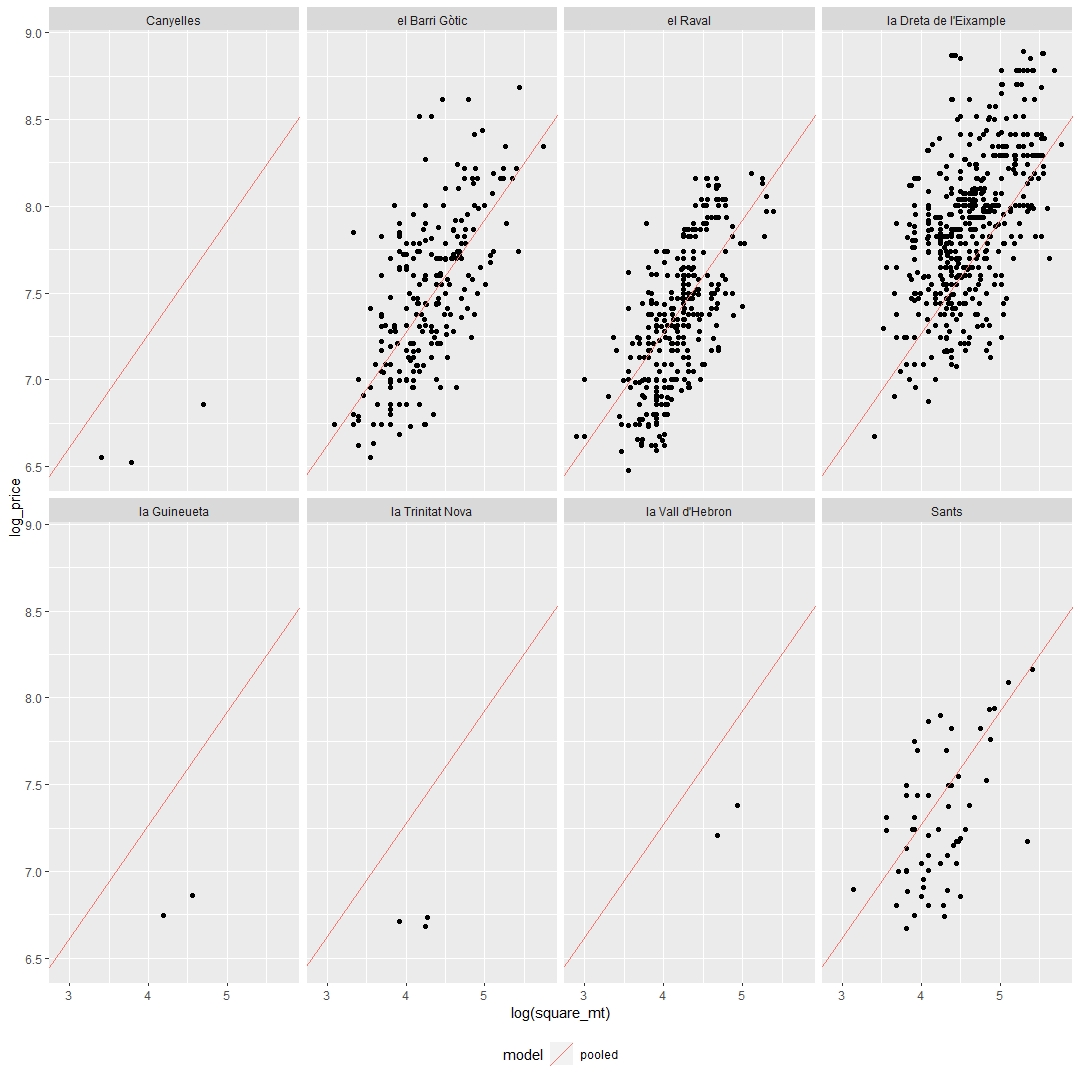 Canyelles el Barri Gòtic el Raval la Dreta de l'Eixample
9.0
8.5
8.0
7.5
7.0
6.5
log_price
la Guineueta la Trinitat Nova la Vall d'Hebron Sants
9.0
8.5
8.0
7.5
7.0
6.5
3 4 5 3 4 5 3 4 5 3 4 5
log(square_mt)
model pooled